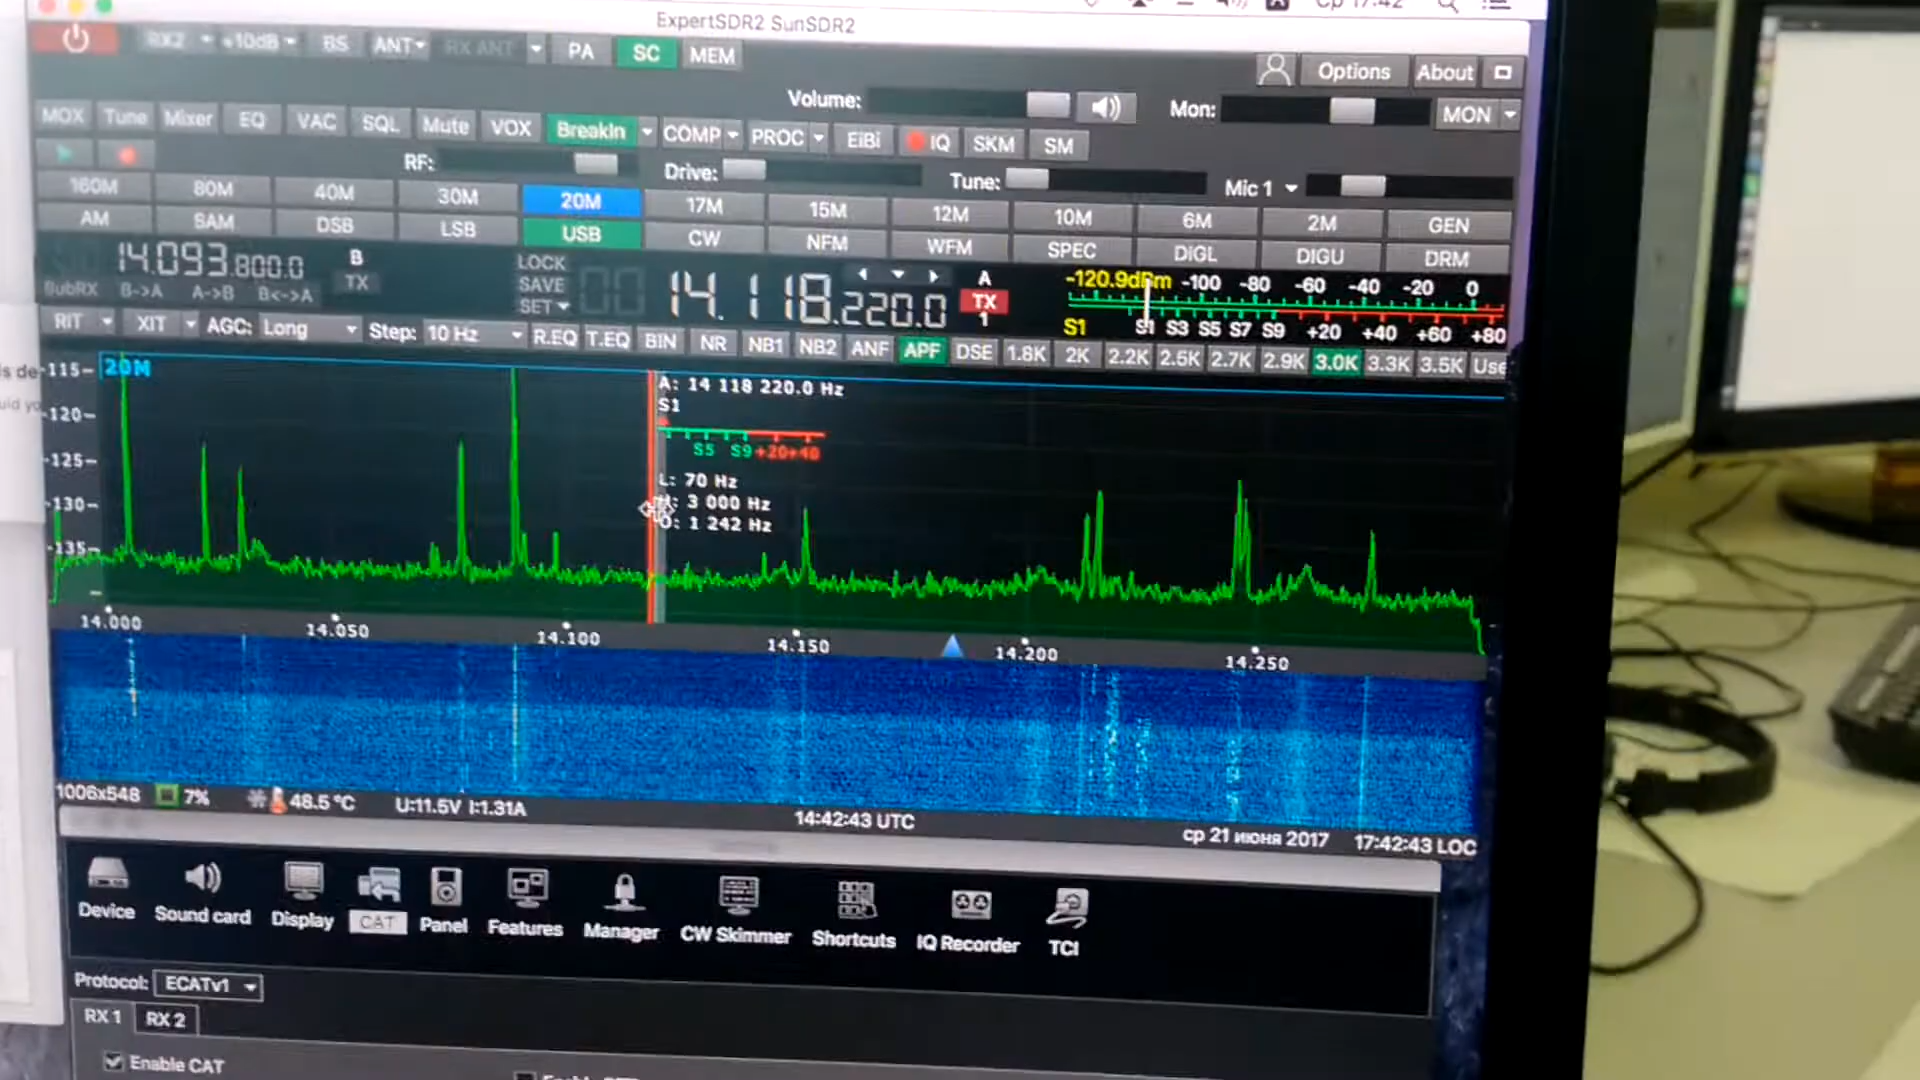 Ср 17:42
ExpertSDR2 SunSDR2
RX2 +10dB BS ANT RX ANT PA SC MEM
Options About
Volume: Mon: MON
MOX Tune Mixer EQ VAC SQL Mute VOX BreakIn COMP PROC EiBi IQ SKM SM
RF: Drive: Tune: Mic 1
160M 80M 40M 30M 20M 17M 15M 12M 10M 6M 2M GEN
AM SAM DSB LSB USB CW NFM WFM SPEC DIGL DIGU DRM
14.093.800.0 B TX LOCK SAVE SET 14.118.220.0 A TX 1
SubRX B->A A->B B<->A
-120.9dBm -100 -80 -60 -40 -20 0
S1 S1 S3 S5 S7 S9 +20 +40 +60 +80
RIT XIT AGC: Long Step: 10 Hz R.EQ T.EQ BIN NR NB1 NB2 ANF APF DSE 1.8K 2K 2.2K 2.5K 2.7K 2.9K 3.0K 3.3K 3.5K Use
20M
-115
-120
-125
-130
-135
A: 14 118 220.0 Hz
S1
S5 S9 +20 +40
L: 70 Hz
H: 3 000 Hz
O: 1 242 Hz
14.000 14.050 14.100 14.150 14.200 14.250
1006x548 7% 48.5 °C U:11.5V I:1.31A 14:42:43 UTC ср 21 июня 2017 17:42:43 LOC
Device Sound card Display CAT Panel Features Manager CW Skimmer Shortcuts IQ Recorder TCI
Protocol: ECATv1
RX 1 RX 2
Enable CAT